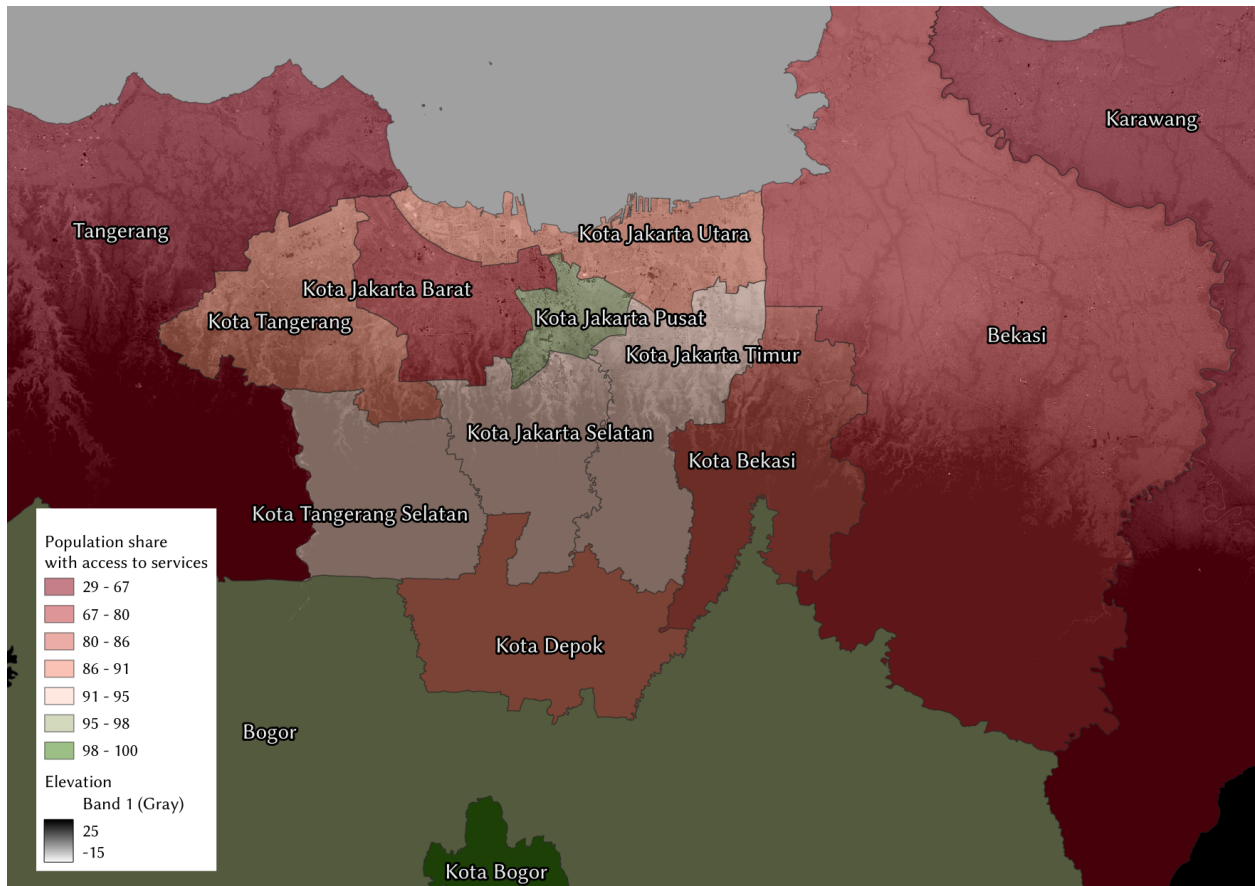 Karawang
Tangerang
Kota Jakarta Utara
Kota Jakarta Barat
Kota Tangerang
Kota Jakarta Pusat
Bekasi
Kota Jakarta Timur
Kota Jakarta Selatan
Kota Bekasi
Kota Tangerang Selatan
Kota Depok
Bogor
Kota Bogor
Population share
with access to services
29 - 67
67 - 80
80 - 86
86 - 91
91 - 95
95 - 98
98 - 100
Elevation
Band 1 (Gray)
25
-15